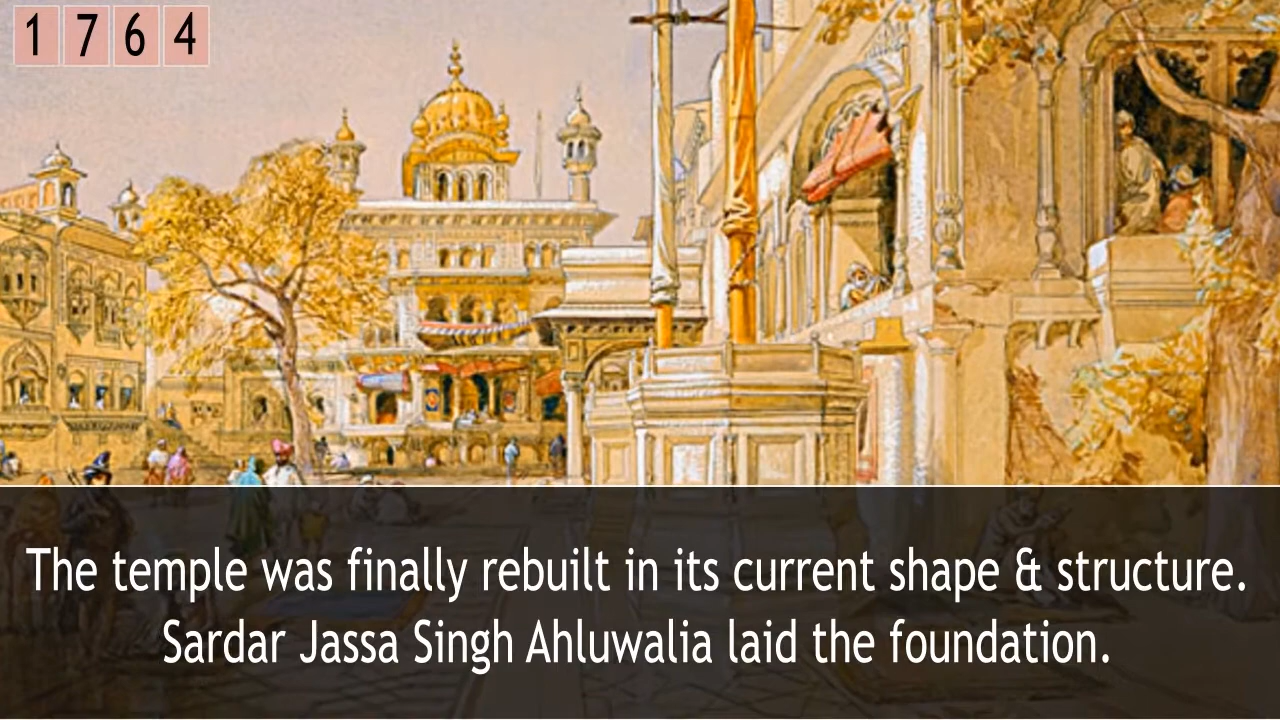 1764
The temple was finally rebuilt in its current shape & structure.
Sardar Jassa Singh Ahluwalia laid the foundation.